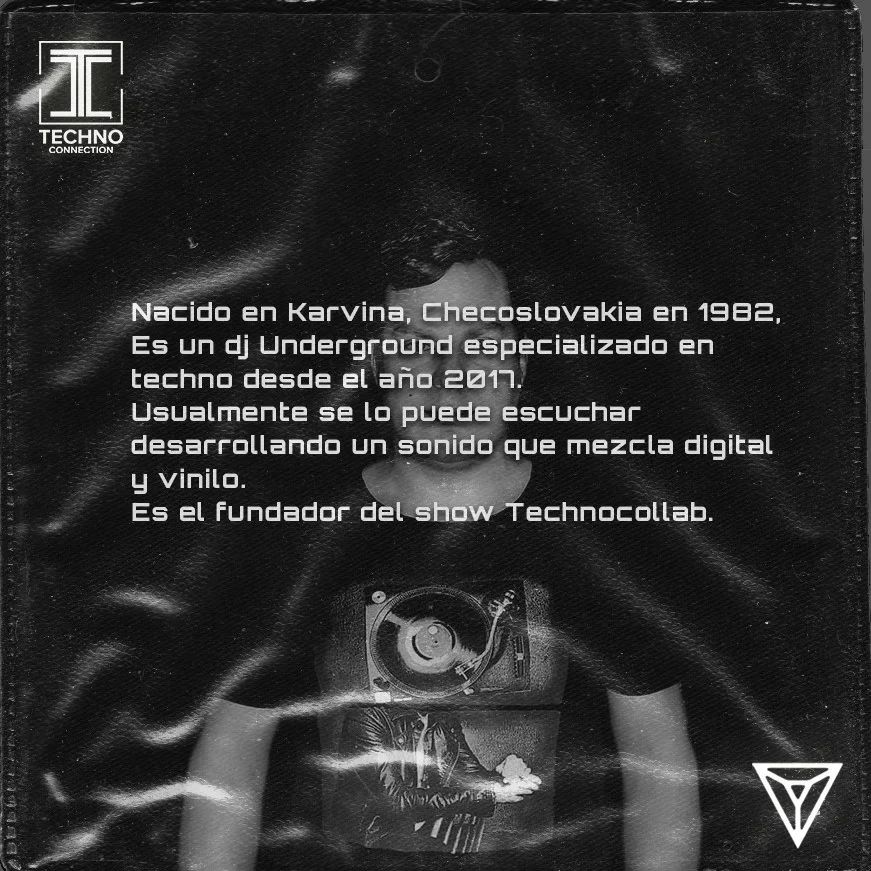 TECHNO
CONNECTION
Nacido en Karvina, Checoslovakia en 1982,
Es un dj Underground especializado en
techno desde el año 2017.
Usualmente se lo puede escuchar
desarrollando un sonido que mezcla digital
y vinilo.
Es el fundador del show Technocollab.